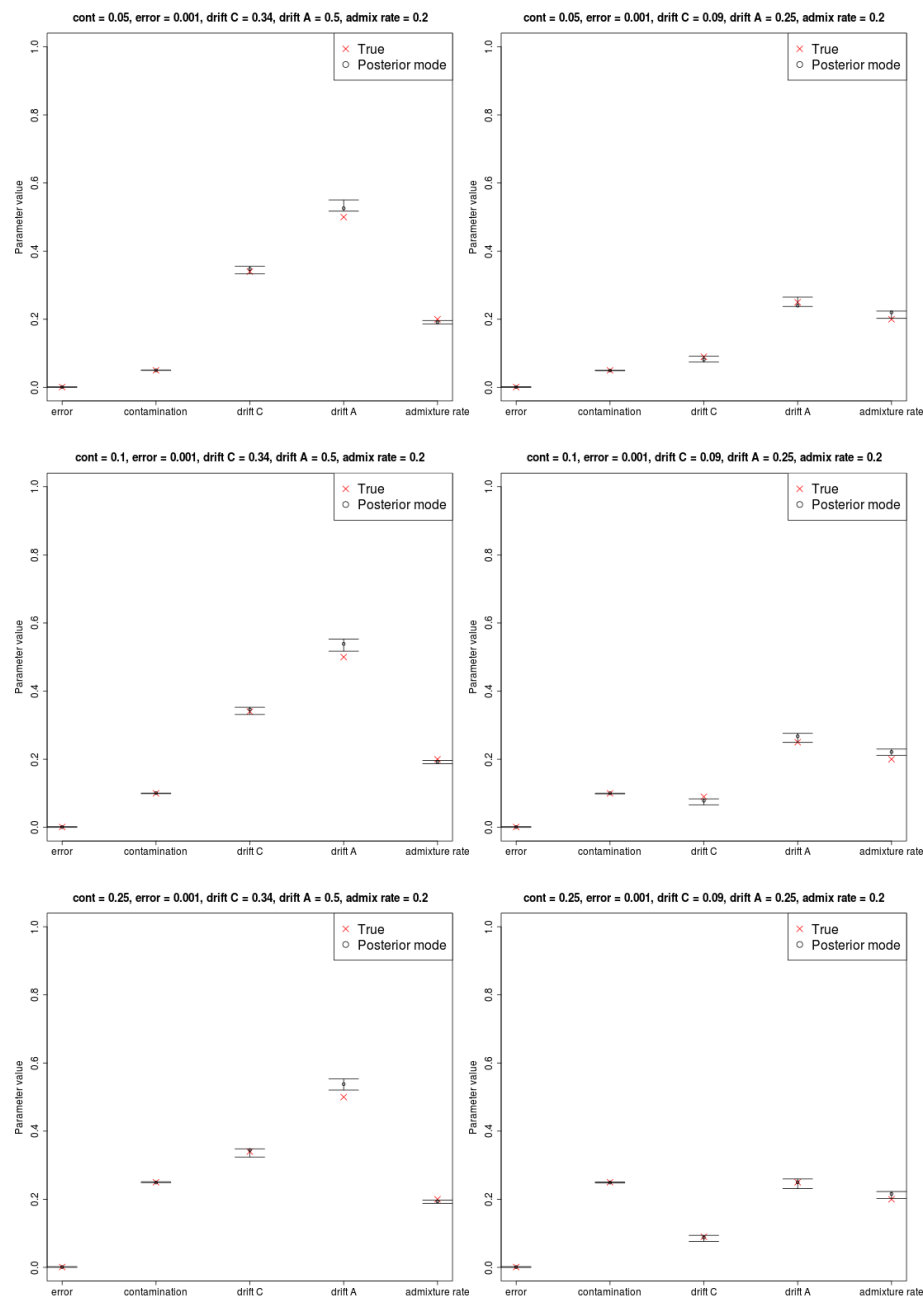 cont = 0.05, error = 0.001, drift C = 0.34, drift A = 0.5, admix rate = 0.2
True
Posterior mode
Parameter value
1.0
0.8
0.6
0.4
0.2
0.0
error
contamination
drift C
drift A
admixture rate
cont = 0.05, error = 0.001, drift C = 0.09, drift A = 0.25, admix rate = 0.2
True
Posterior mode
Parameter value
1.0
0.8
0.6
0.4
0.2
0.0
error
contamination
drift C
drift A
admixture rate
cont = 0.1, error = 0.001, drift C = 0.34, drift A = 0.5, admix rate = 0.2
True
Posterior mode
Parameter value
1.0
0.8
0.6
0.4
0.2
0.0
error
contamination
drift C
drift A
admixture rate
cont = 0.1, error = 0.001, drift C = 0.09, drift A = 0.25, admix rate = 0.2
True
Posterior mode
Parameter value
1.0
0.8
0.6
0.4
0.2
0.0
error
contamination
drift C
drift A
admixture rate
cont = 0.25, error = 0.001, drift C = 0.34, drift A = 0.5, admix rate = 0.2
True
Posterior mode
Parameter value
1.0
0.8
0.6
0.4
0.2
0.0
error
contamination
drift C
drift A
admixture rate
cont = 0.25, error = 0.001, drift C = 0.09, drift A = 0.25, admix rate = 0.2
True
Posterior mode
Parameter value
1.0
0.8
0.6
0.4
0.2
0.0
error
contamination
drift C
drift A
admixture rate